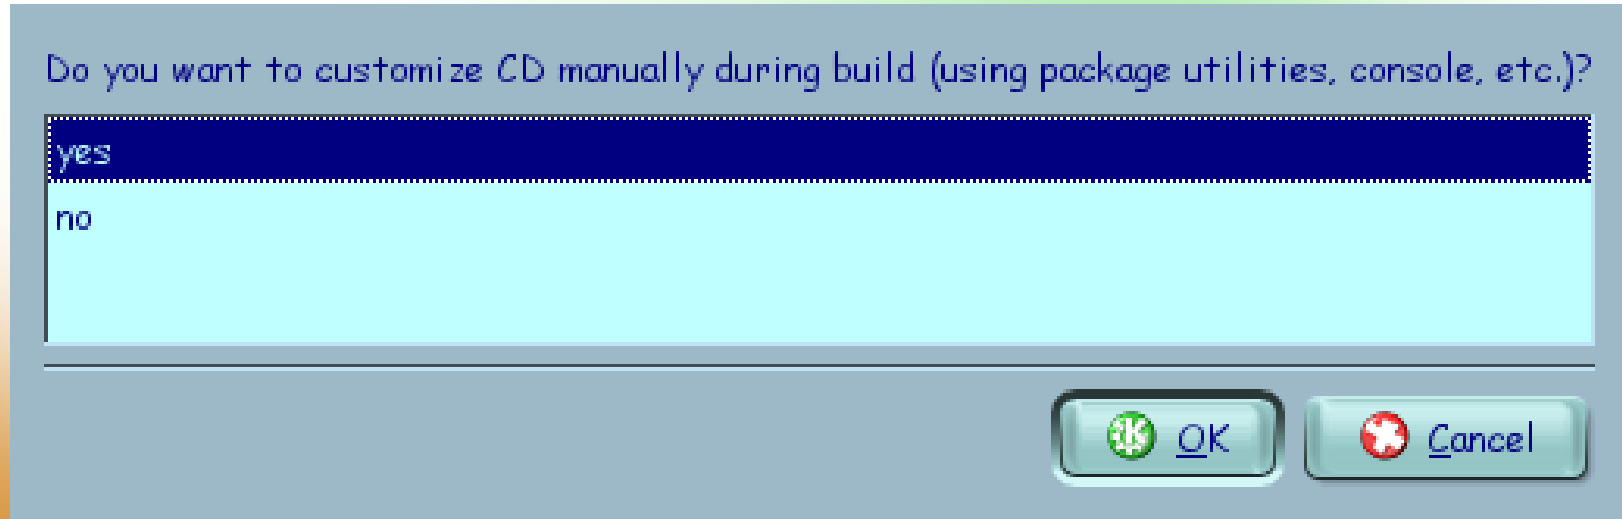 Do you want to customize CD manually during build (using package utilities, console, etc.)?
yes
no
OK
Cancel